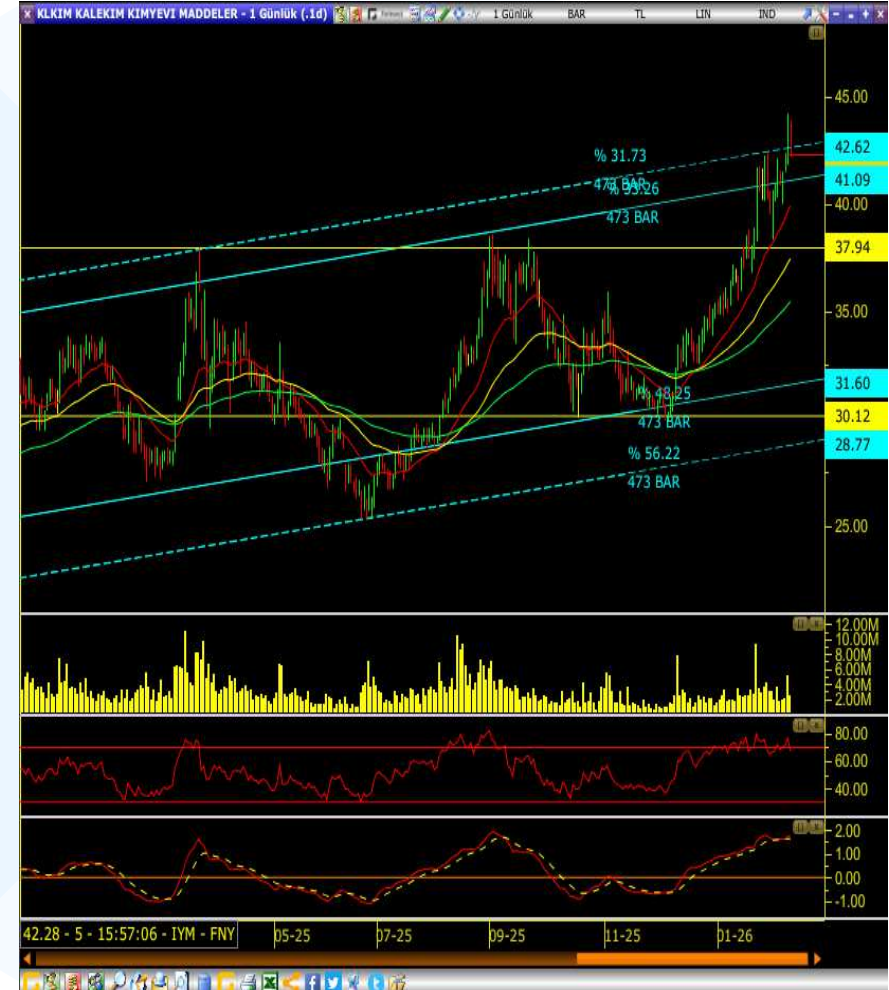 KLKIM KALEKIM KIMYEVI MADDELER - 1 Günlük (.1d)
1 Günlük
BAR
TL
LIN
IND
45.00
42.62
41.09
40.00
37.94
35.00
31.60
30.12
28.77
25.00
% 31.73
473 BAR
473 BAR
% 48.25
473 BAR
% 56.22
473 BAR
12.00M
10.00M
8.00M
6.00M
4.00M
2.00M
80.00
60.00
40.00
2.00
1.00
0.00
-1.00
42.28 - 5 - 15:57:06 - IYM - FNY
05-25
07-25
09-25
11-25
01-26